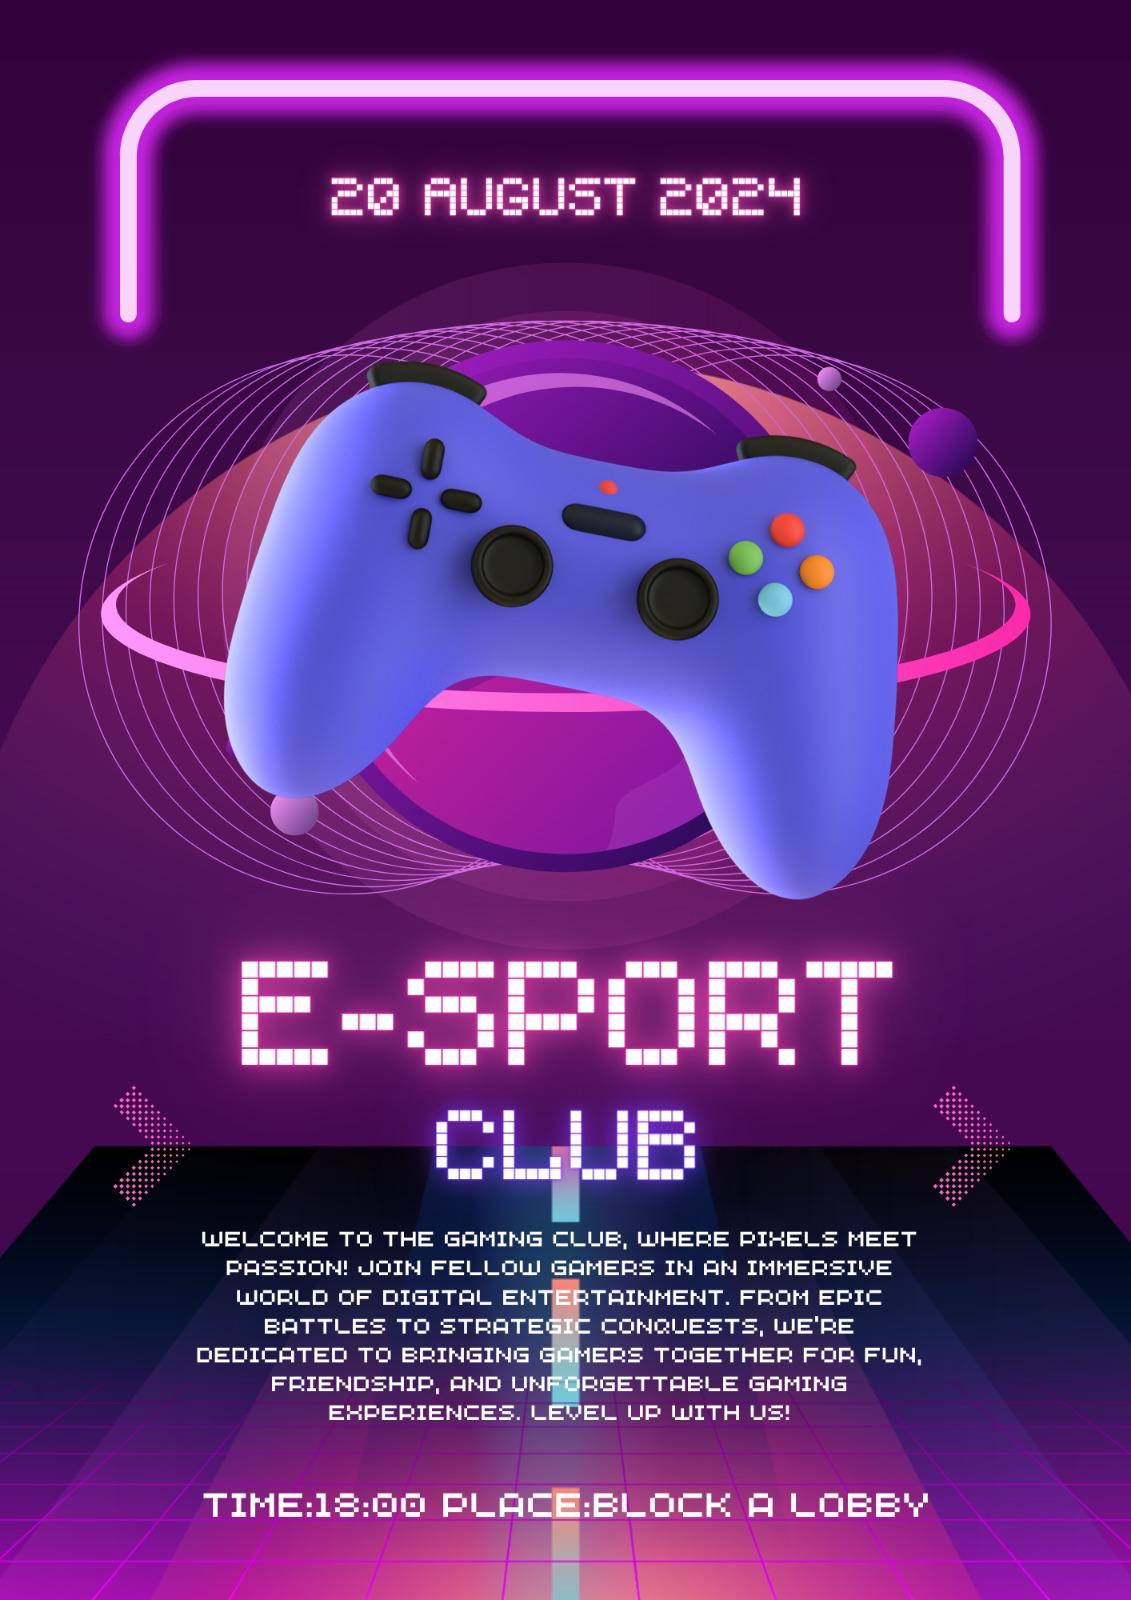 20 AUGUST 2024
E-SPORT
CLUB
WELCOME TO THE GAMING CLUB, WHERE PIXELS MEET
PASSION! JOIN FELLOW GAMERS IN AN IMMERSIVE
WORLD OF DIGITAL ENTERTAINMENT. FROM EPIC
BATTLES TO STRATEGIC CONQUESTS, WE'RE
DEDICATED TO BRINGING GAMERS TOGETHER FOR FUN,
FRIENDSHIP, AND UNFORGETTABLE GAMING
EXPERIENCES. LEVEL UP WITH US!
TIME:18:00 PLACE:BLOCK A LOBBY